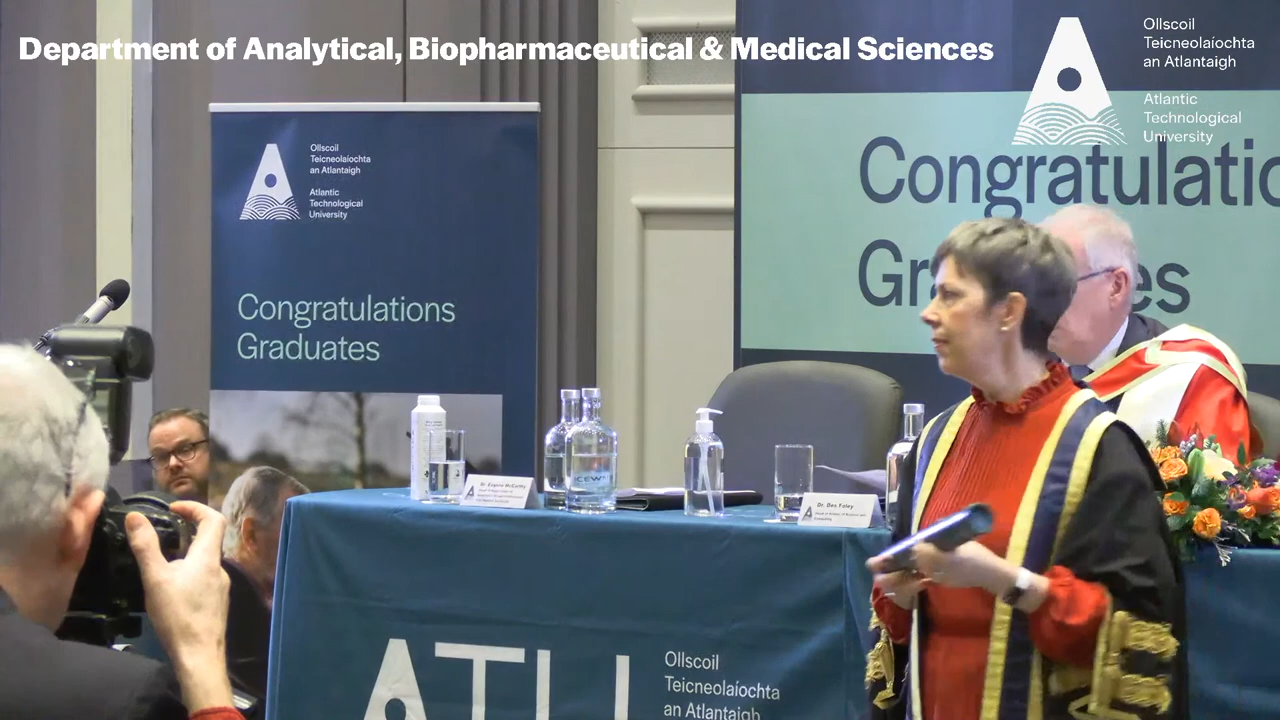 Department of Analytical, Biopharmaceutical & Medical Sciences
Ollscoil
Teicneolaíochta
an Atlantaigh
Atlantic
Technological
University
Congratulatio
Gr
es
Ollscoil
Teicneolaíochta
an Atlantaigh
Atlantic
Technological
University
Congratulations
Graduates
Dr. Eugene McCarthy
ICEW
Dr. Des Foley
ATU
Ollscoil
Teicneolaíochta
an Atlantaigh